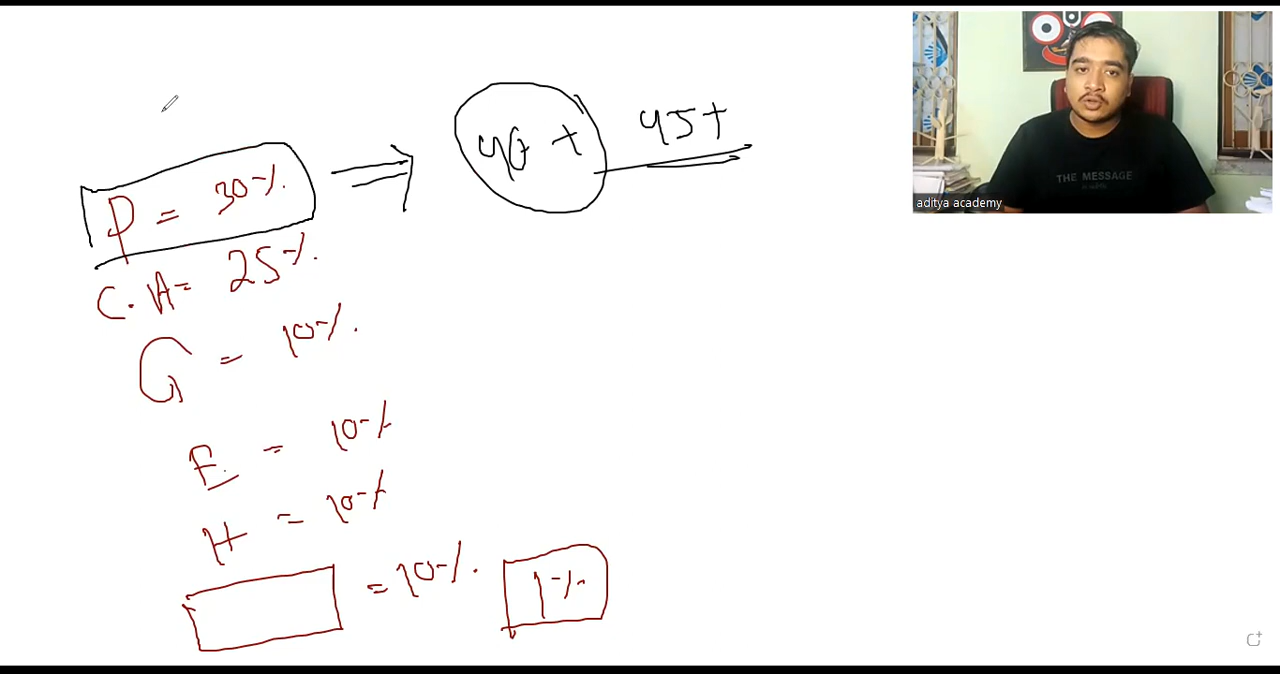 40+ 45+
P = 30%.
C.A = 25%.
G = 10%.
E. = 10%
H = 10%
= 10%. 1%
THE MESSAGE
aditya academy